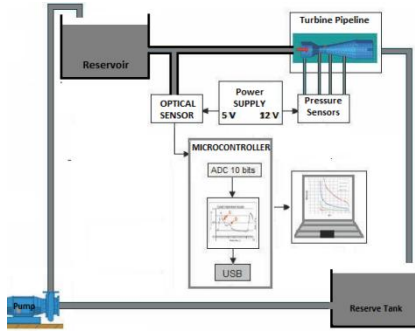 Turbine Pipeline
Reservoir
OPTICAL
SENSOR
Power
SUPPLY
5 V 12 V
Pressure
Sensors
MICROCONTROLLER
ADC 10 bits
USB
Pump
Reserve Tank